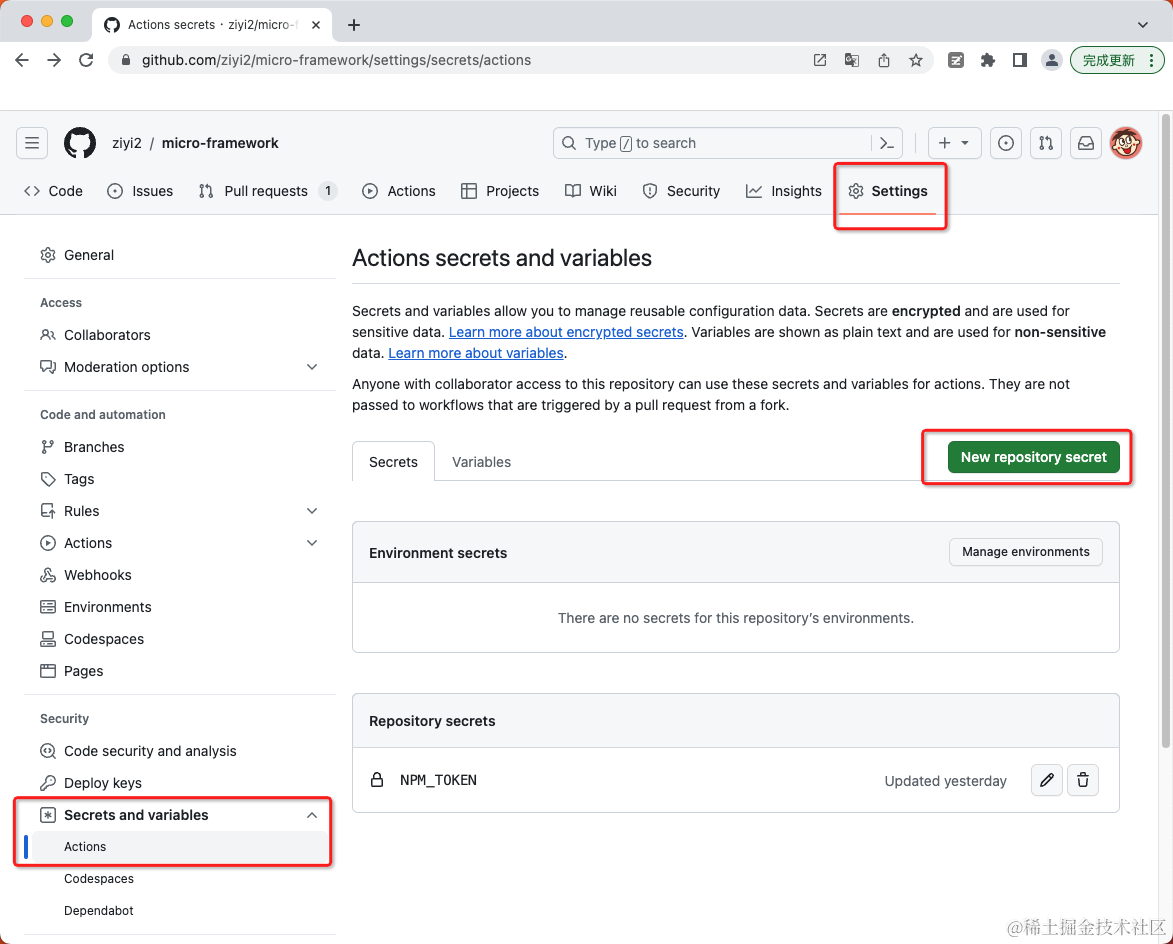 Actions secrets · ziyi2/micro-f
github.com/ziyi2/micro-framework/settings/secrets/actions
完成更新
ziyi2 / micro-framework
Type / to search
Code Issues Pull requests 1 Actions Projects Wiki Security Insights Settings
General
Access
Collaborators
Moderation options
Code and automation
Branches
Tags
Rules
Actions
Webhooks
Environments
Codespaces
Pages
Security
Code security and analysis
Deploy keys
Secrets and variables
Actions
Codespaces
Dependabot
Actions secrets and variables
Secrets and variables allow you to manage reusable configuration data. Secrets are encrypted and are used for
sensitive data. Learn more about encrypted secrets. Variables are shown as plain text and are used for non-sensitive
data. Learn more about variables.
Anyone with collaborator access to this repository can use these secrets and variables for actions. They are not
passed to workflows that are triggered by a pull request from a fork.
Secrets Variables
New repository secret
Environment secrets
Manage environments
There are no secrets for this repository's environments.
Repository secrets
NPM_TOKEN
Updated yesterday
@稀土掘金技术社区